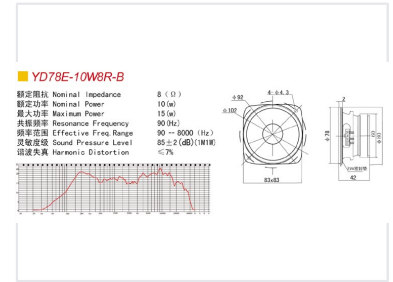 YD78E-10W8R-B
额定阻抗 Nominal Impedance 8(Ω)
额定功率 Nominal Power 10(w)
最大功率 Maximum Power 15(w)
共振频率 Resonance Frequency 90(Hz)
频率范围 Effective Freq.Range 90 -- 8000(Hz)
灵敏度级 Sound Pressure Level 85±2(dB)(1M1W)
谐波失真 Harmonic Distortion ≤7%
φ92
4-φ4.3
φ102
83x83
2
φ78
42